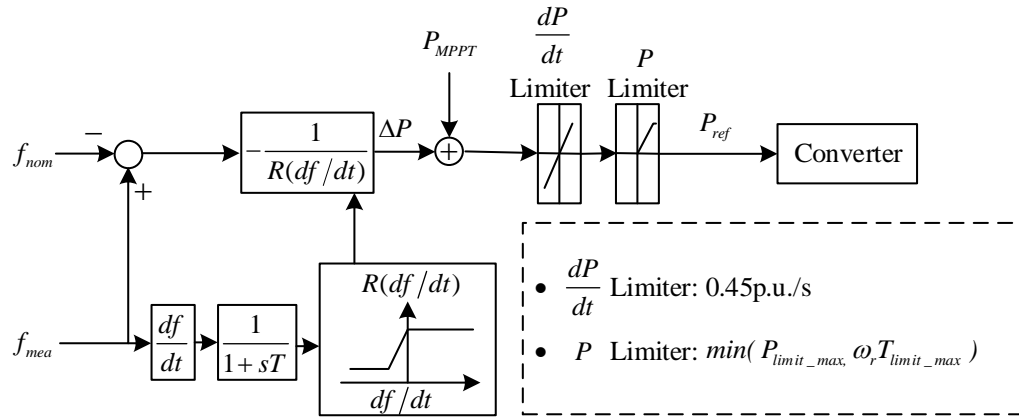 dP/dt
Limiter
P
Limiter
P_MPPT
f_nom
−
+
−1/R(df/dt)
ΔP
+
P_ref
Converter
f_mea
df/dt
1/1+sT
R(df/dt)
df/dt
• dP/dt Limiter: 0.45p.u./s
• P Limiter: min( P_limit_max, ω_r T_limit_max )